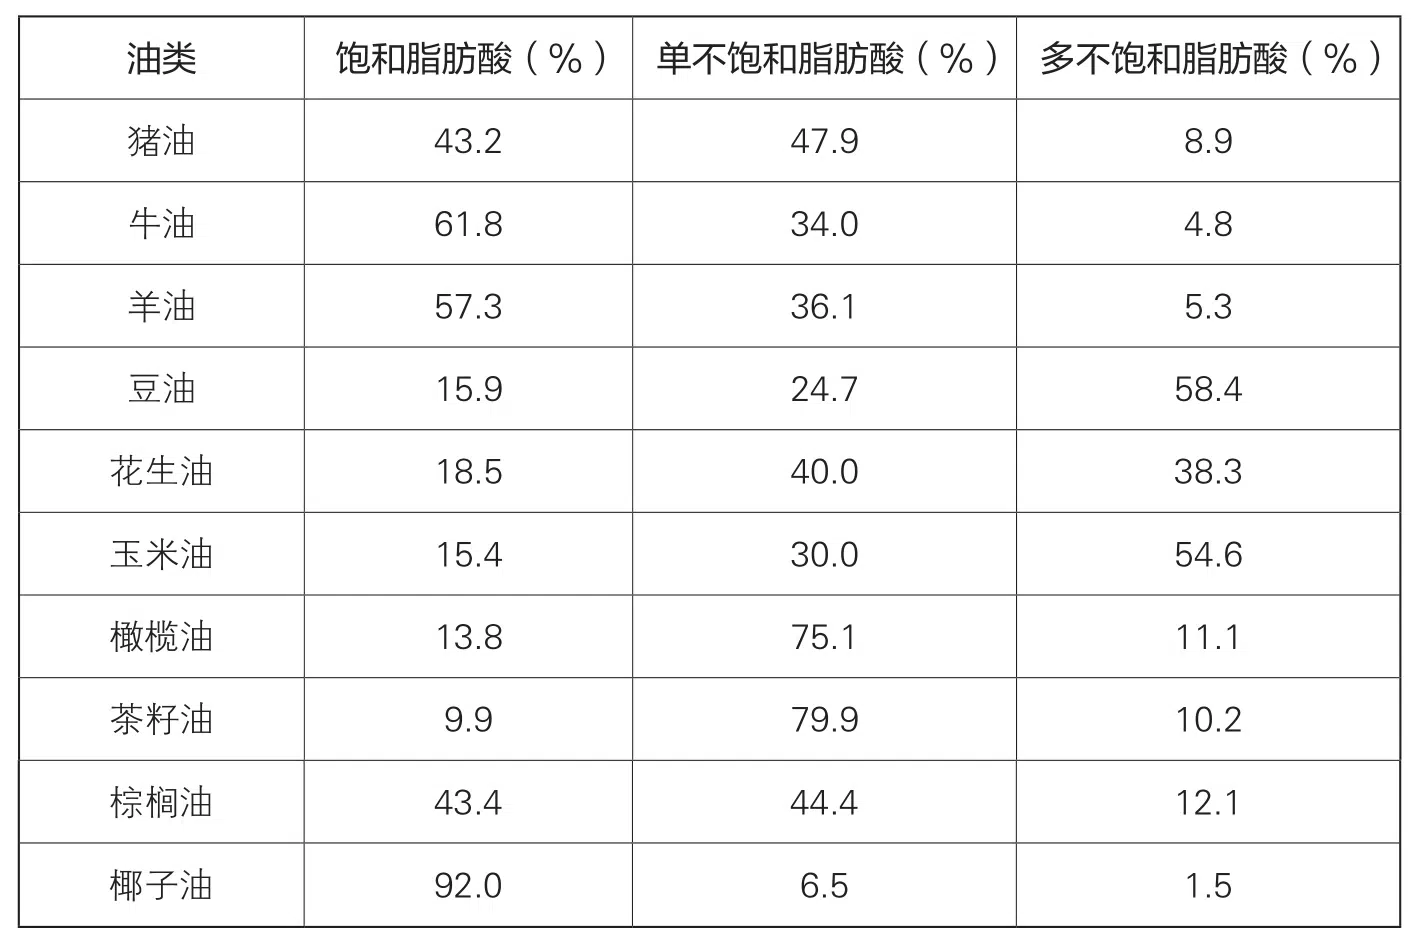 油类 饱和脂肪酸（%） 单不饱和脂肪酸（%） 多不饱和脂肪酸（%）
猪油 43.2 47.9 8.9
牛油 61.8 34.0 4.8
羊油 57.3 36.1 5.3
豆油 15.9 24.7 58.4
花生油 18.5 40.0 38.3
玉米油 15.4 30.0 54.6
橄榄油 13.8 75.1 11.1
茶籽油 9.9 79.9 10.2
棕榈油 43.4 44.4 12.1
椰子油 92.0 6.5 1.5